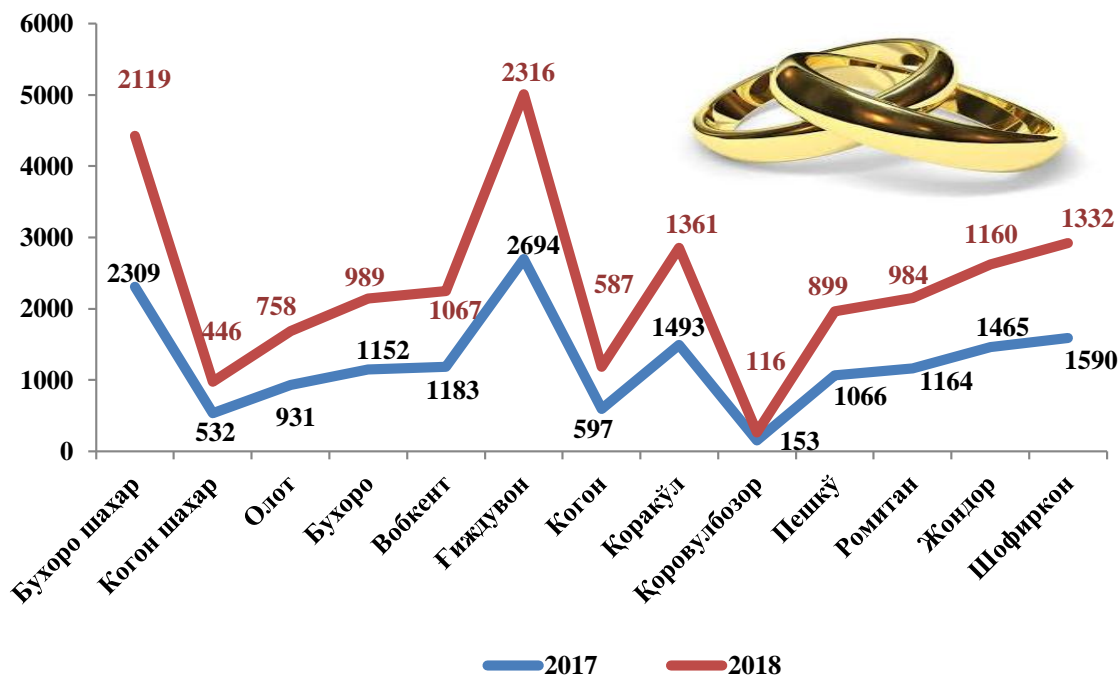 6000
5000
4000
3000
2000
1000
0
2119
2316
446
758
989
1067
587
1361
116
899
984
1160
1332
2309
532
931
1152
1183
2694
597
1493
153
1066
1164
1465
1590
Бухоро шахар
Когон шахар
Олот
Бухоро
Вобкент
Ғиждувон
Когон
Қоракўл
Қоровулбозор
Пешкў
Ромитан
Жондор
Шофиркон
2017
2018